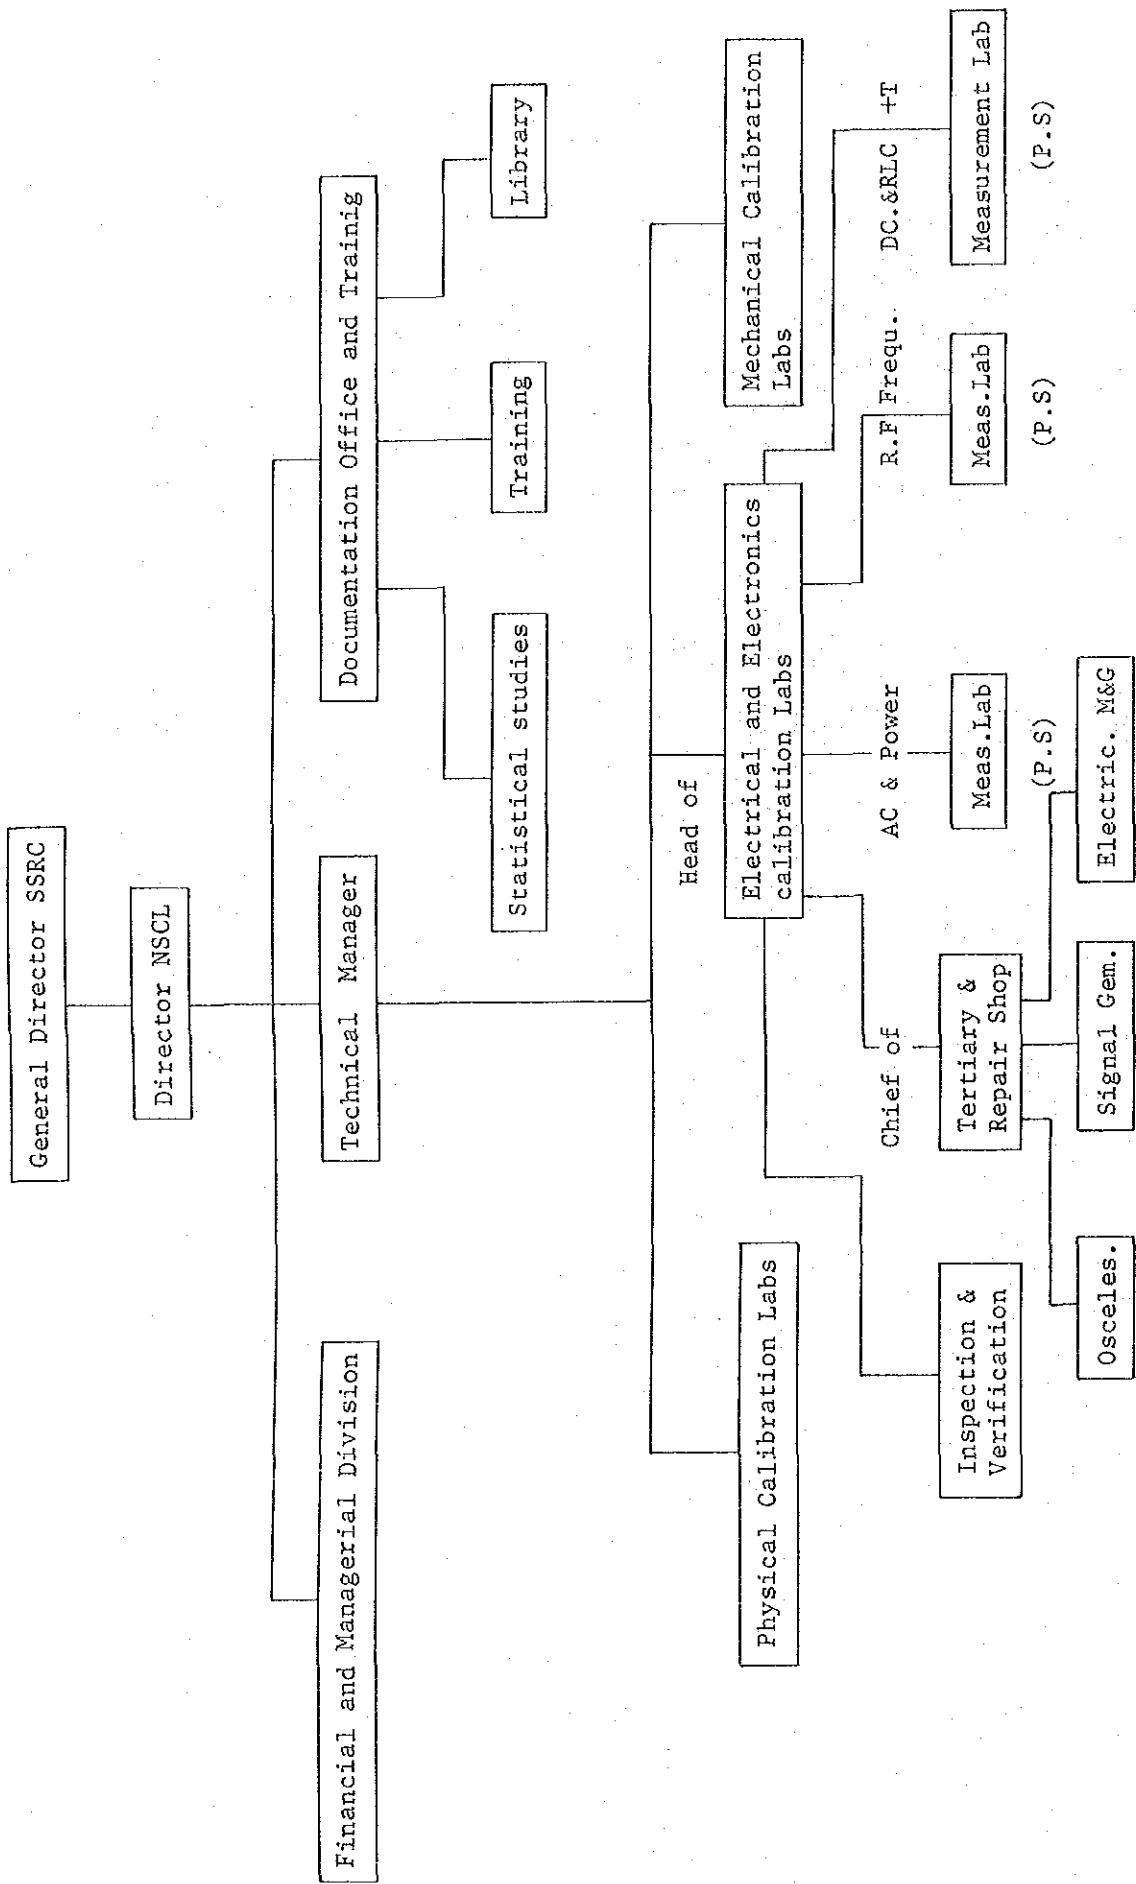 General Director SSRC
Director NSCL
Financial and Managerial Division
Technical Manager
Documentation Office and Trainig
Statistical studies
Training
Library
Head of
Physical Calibration Labs
Electrical and Electronics
calibration Labs
Mechanical Calibration
Labs
Chief of
AC & Power
R.F Frequ.
DC.&RLC +T
Inspection &
Verification
Tertiary &
Repair Shop
Meas.Lab
Meas.Lab
Measurement Lab
(P.S)
(P.S)
(P.S)
Osceles.
Signal Gem.
Electric. M&G